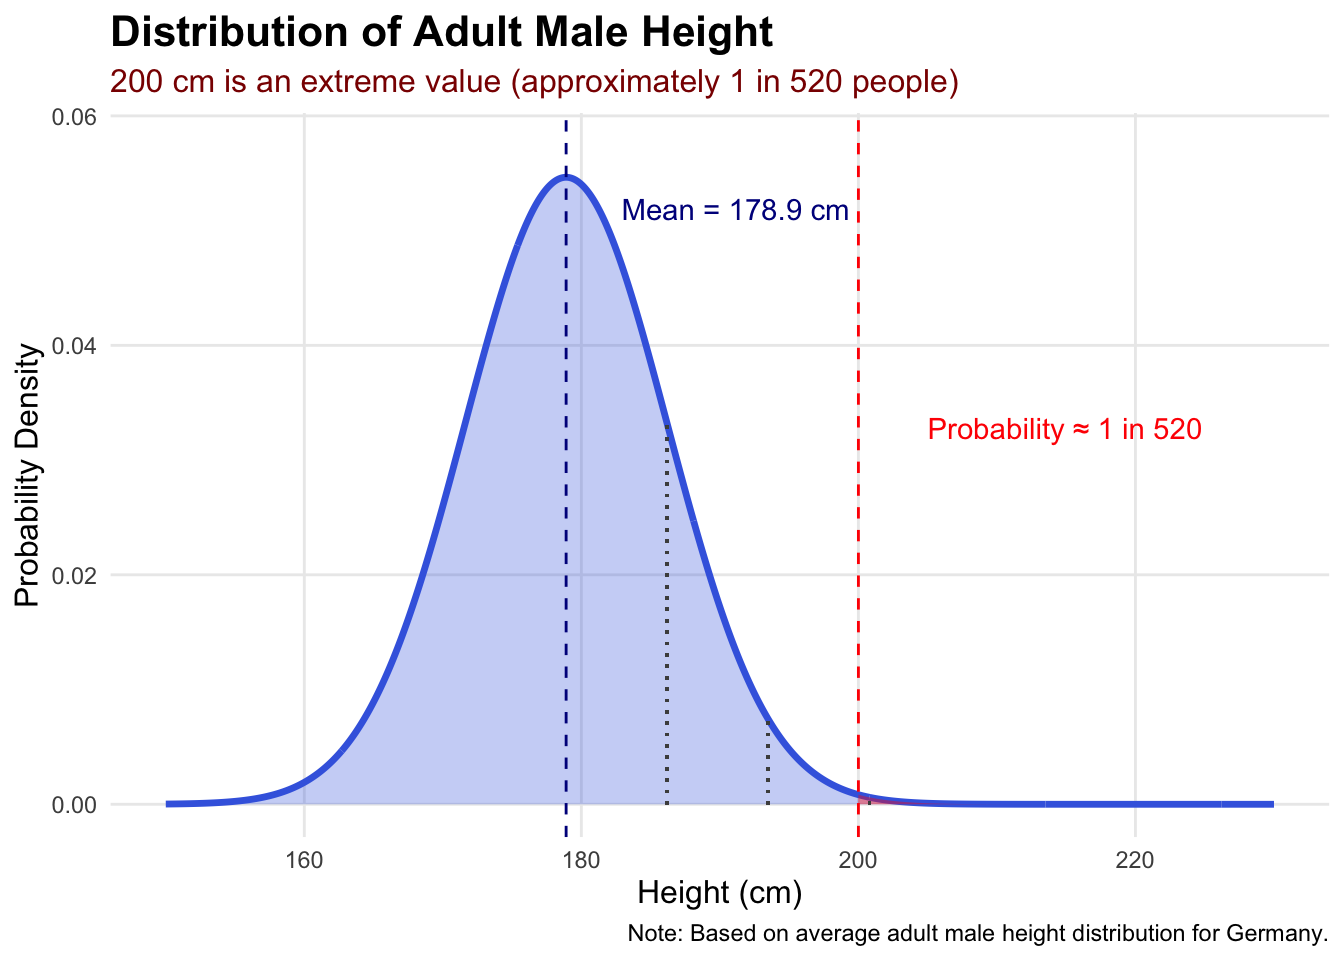 Distribution of Adult Male Height
200 cm is an extreme value (approximately 1 in 520 people)
0.06
Mean = 178.9 cm
0.04
Probability ≈ 1 in 520
Probability Density
0.02
0.00
160 180 200 220
Height (cm)
Note: Based on average adult male height distribution for Germany.